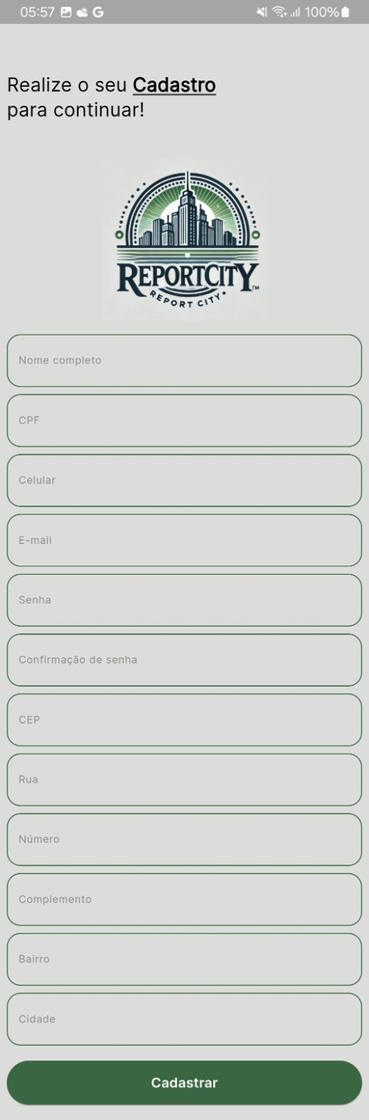 05:57 100%
Realize o seu Cadastro
para continuar!
REPORTCITY™
REPORT CITY
Nome completo
CPF
Celular
E-mail
Senha
Confirmação de senha
CEP
Rua
Número
Complemento
Bairro
Cidade
Cadastrar